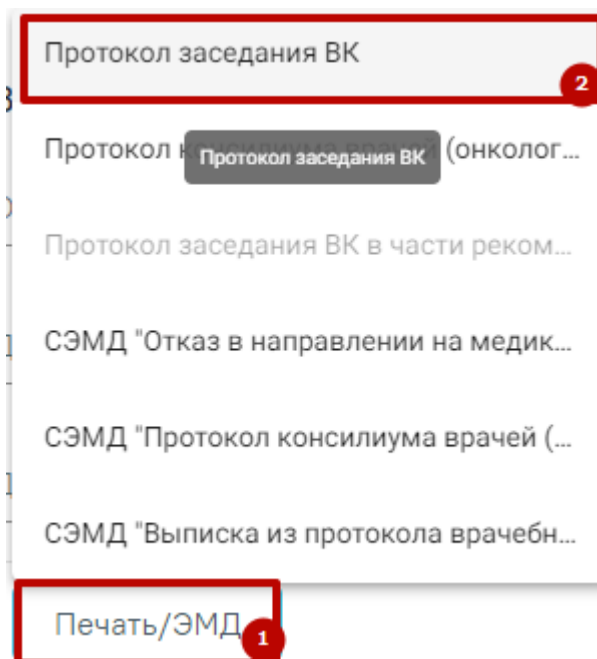 Протокол заседания ВК
2
Протокол (онколог...
Протокол заседания ВК
Протокол заседания ВК в части реком...
СЭМД "Отказ в направлении на медик...
СЭМД "Протокол консилиума врачей (...
СЭМД "Выписка из протокола врачебн...
Печать/ЭМД
1